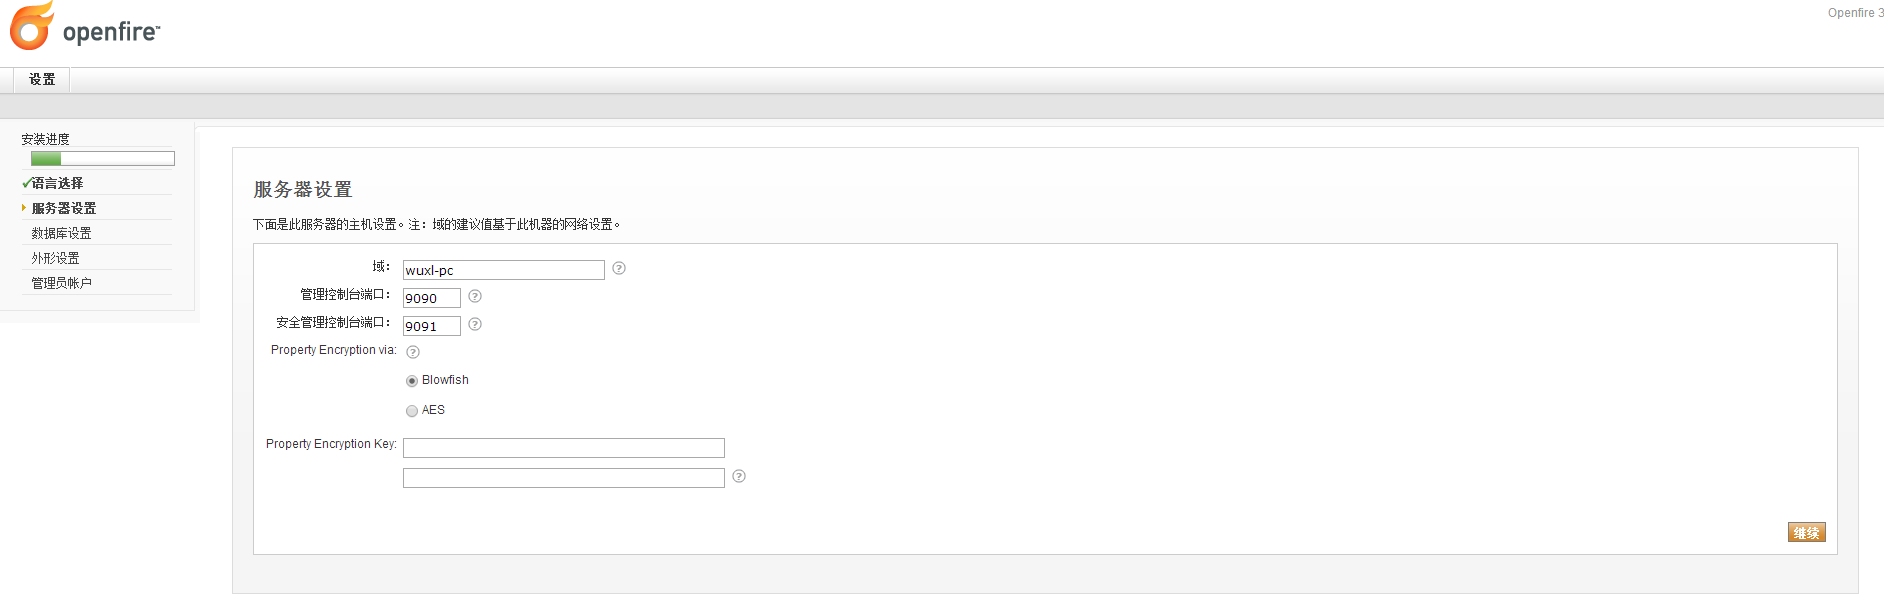 openfire™
Openfire 3
设置
安装进度
语言选择
服务器设置
数据库设置
外形设置
管理员帐户
服务器设置
下面是此服务器的主机设置。注：域的建议值基于此机器的网络设置。
域： wuxl-pc ?
管理控制台端口： 9090 ?
安全管理控制台端口： 9091 ?
Property Encryption via: ?
Blowfish
AES
Property Encryption Key:
?
继续